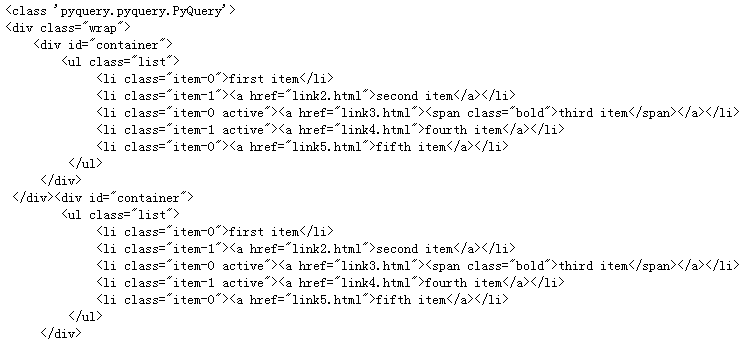 <class 'pyquery.pyquery.PyQuery'>
<div class="wrap">
    <div id="container">
        <ul class="list">
             <li class="item-0">first item</li>
             <li class="item-1"><a href="link2.html">second item</a></li>
             <li class="item-0 active"><a href="link3.html"><span class="bold">third item</span></a></li>
             <li class="item-1 active"><a href="link4.html">fourth item</a></li>
             <li class="item-0"><a href="link5.html">fifth item</a></li>
         </ul>
     </div>
 </div><div id="container">
        <ul class="list">
             <li class="item-0">first item</li>
             <li class="item-1"><a href="link2.html">second item</a></li>
             <li class="item-0 active"><a href="link3.html"><span class="bold">third item</span></a></li>
             <li class="item-1 active"><a href="link4.html">fourth item</a></li>
             <li class="item-0"><a href="link5.html">fifth item</a></li>
         </ul>
     </div>